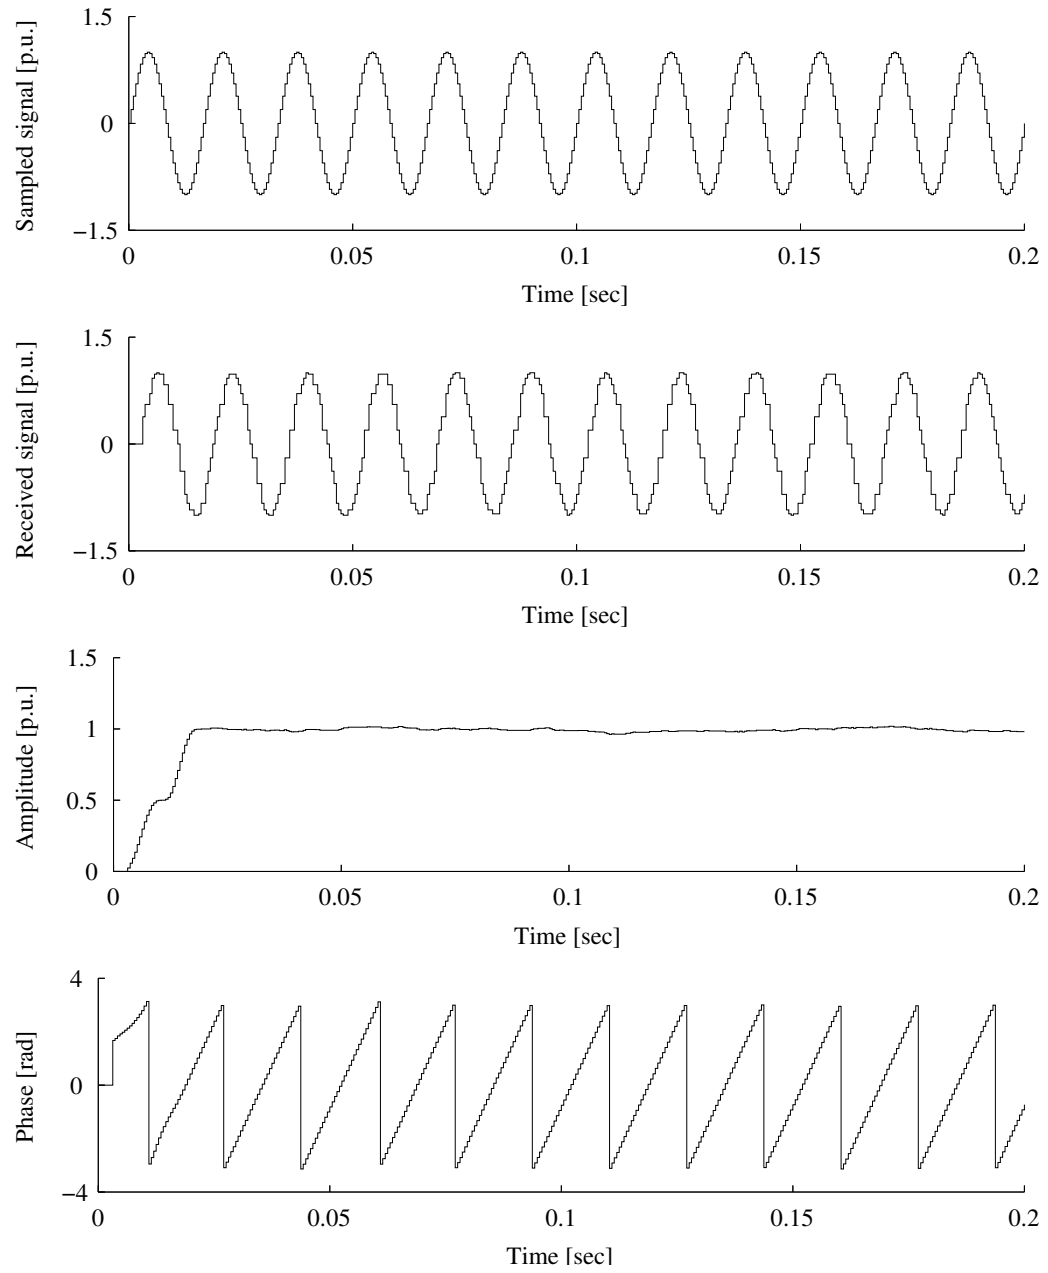 1.5
0
−1.5
Sampled signal [p.u.]
0 0.05 0.1 0.15 0.2
Time [sec]
1.5
0
−1.5
Received signal [p.u.]
0 0.05 0.1 0.15 0.2
Time [sec]
1.5
1
0.5
0
Amplitude [p.u.]
0 0.05 0.1 0.15 0.2
Time [sec]
4
0
−4
Phase [rad]
0 0.05 0.1 0.15 0.2
Time [sec]